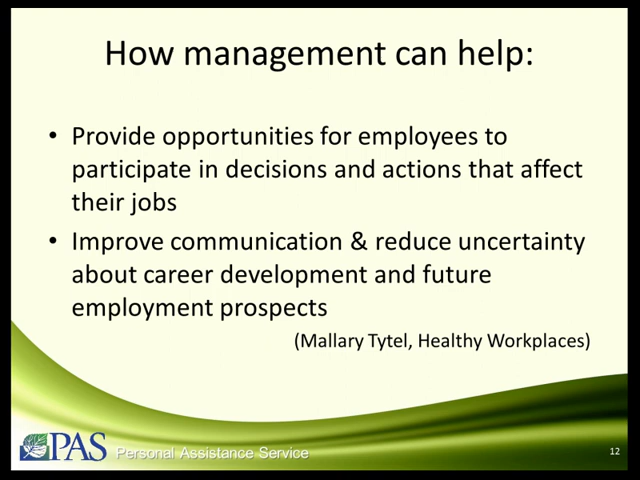 How management can help:
• Provide opportunities for employees to
participate in decisions and actions that affect
their jobs
• Improve communication & reduce uncertainty
about career development and future
employment prospects
(Mallary Tytel, Healthy Workplaces)
PAS Personal Assistance Service
12